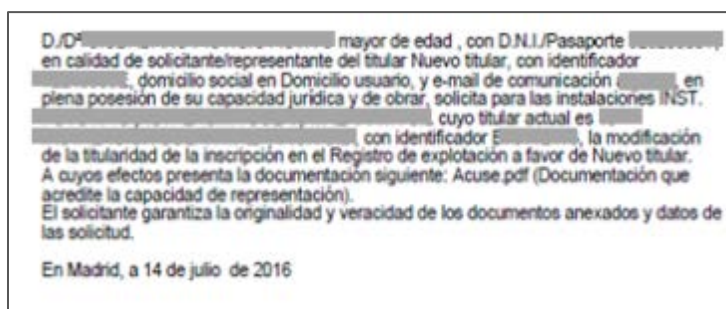 D./Dª mayor de edad , con D.N.I./Pasaporte
en calidad de solicitante/representante del titular Nuevo titular, con identificador
, domicilio social en Domicilio usuario, y e-mail de comunicación , en
plena posesión de su capacidad jurídica y de obrar, solicita para las instalaciones INST.
, cuyo titular actual es
, con identificador E , la modificación
de la titularidad de la inscripción en el Registro de explotación a favor de Nuevo titular.
A cuyos efectos presenta la documentación siguiente: Acuse.pdf (Documentación que
acredite la capacidad de representación).
El solicitante garantiza la originalidad y veracidad de los documentos anexados y datos de
las solicitud.
En Madrid, a 14 de julio de 2016